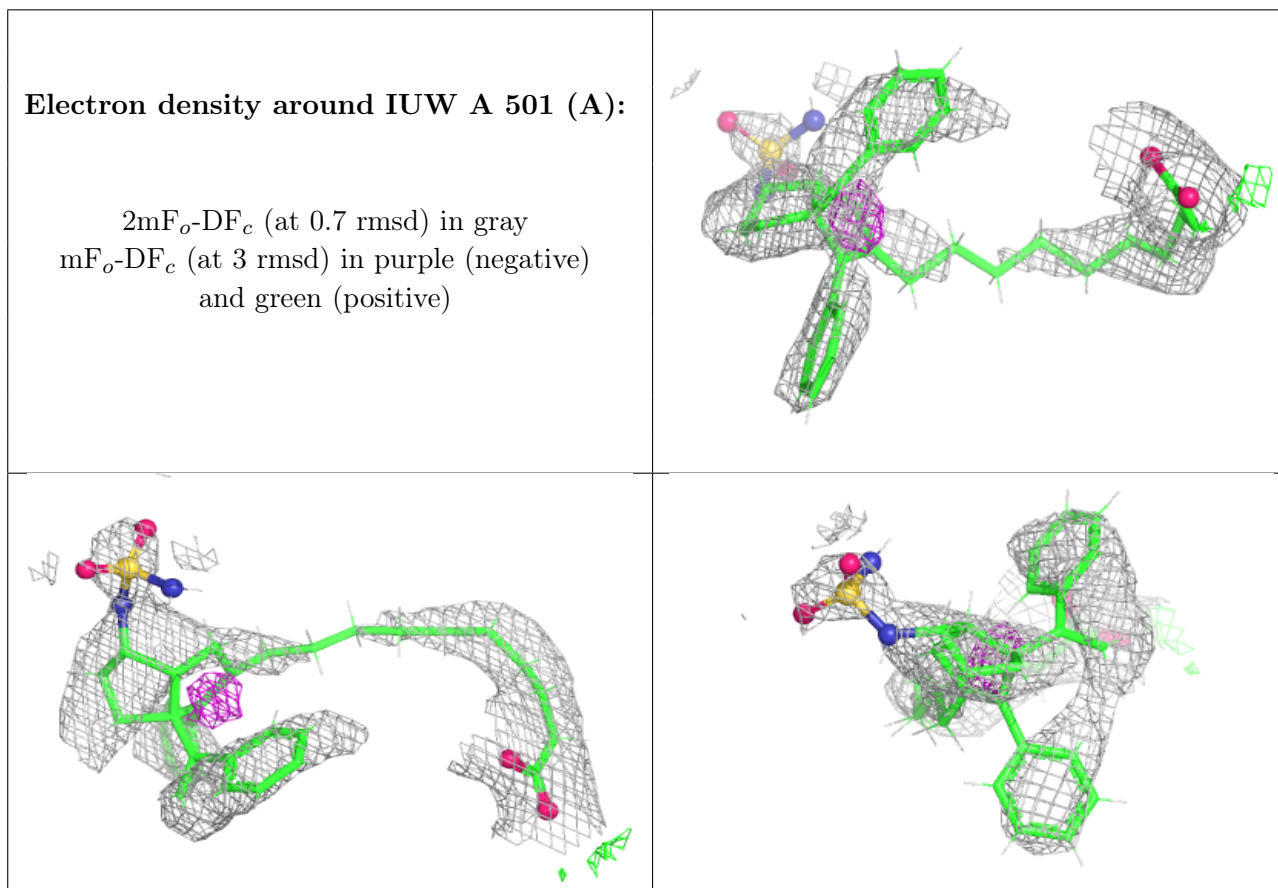 Electron density around IUW A 501 (A):
2mFₒ-DF𝑐 (at 0.7 rmsd) in gray
mFₒ-DF𝑐 (at 3 rmsd) in purple (negative)
and green (positive)